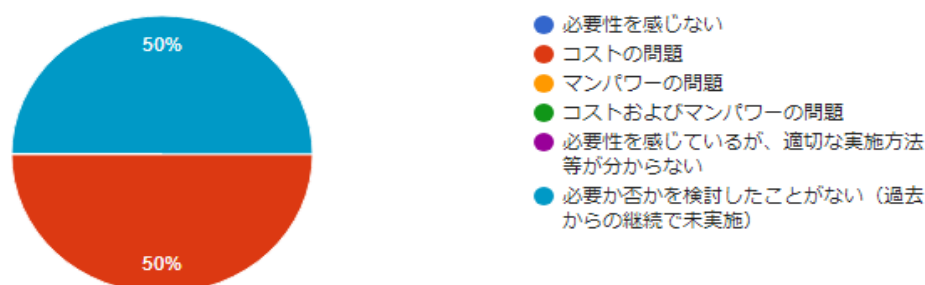 50%
50%
必要性を感じない
コストの問題
マンパワーの問題
コストおよびマンパワーの問題
必要性を感じているが、適切な実施方法
等が分からない
必要か否かを検討したことがない（過去
からの継続で未実施）